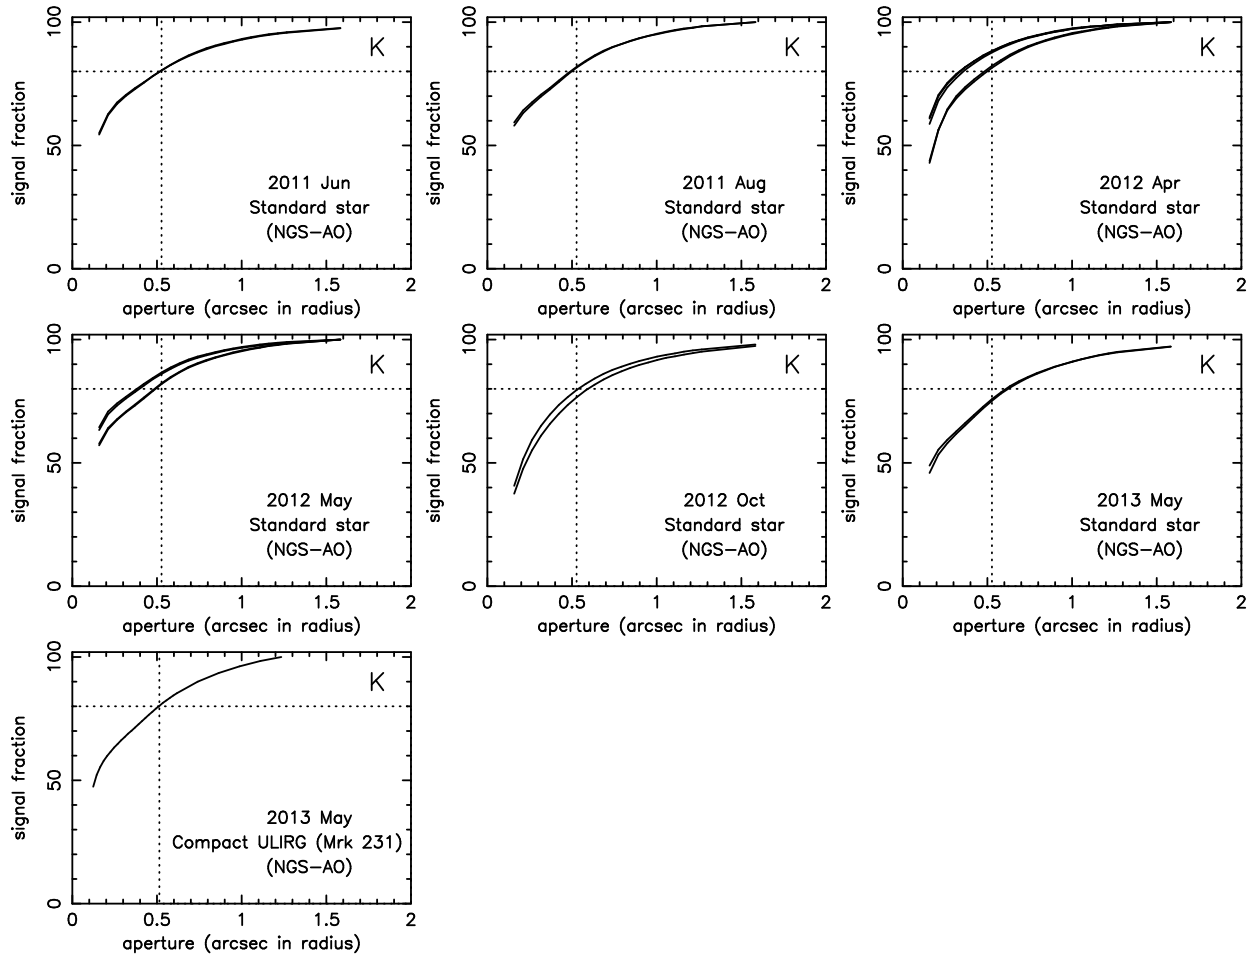 100
50
0
signal fraction
K
2011 Jun
Standard star
(NGS-AO)
0 0.5 1 1.5 2
aperture (arcsec in radius)
100
50
0
signal fraction
K
2011 Aug
Standard star
(NGS-AO)
0 0.5 1 1.5 2
aperture (arcsec in radius)
100
50
0
signal fraction
K
2012 Apr
Standard star
(NGS-AO)
0 0.5 1 1.5 2
aperture (arcsec in radius)
100
50
0
signal fraction
K
2012 May
Standard star
(NGS-AO)
0 0.5 1 1.5 2
aperture (arcsec in radius)
100
50
0
signal fraction
K
2012 Oct
Standard star
(NGS-AO)
0 0.5 1 1.5 2
aperture (arcsec in radius)
100
50
0
signal fraction
K
2013 May
Standard star
(NGS-AO)
0 0.5 1 1.5 2
aperture (arcsec in radius)
100
50
0
signal fraction
K
2013 May
Compact ULIRG (Mrk 231)
(NGS-AO)
0 0.5 1 1.5 2
aperture (arcsec in radius)